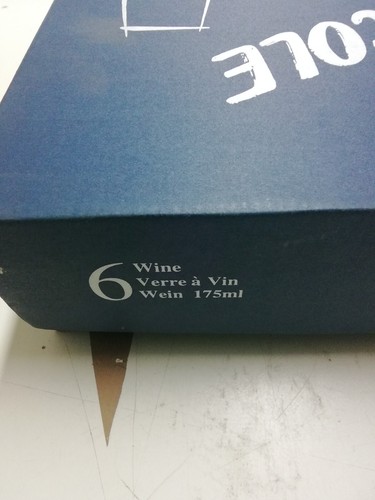 COLE
6 Wine
Verre à Vin
Wein 175ml